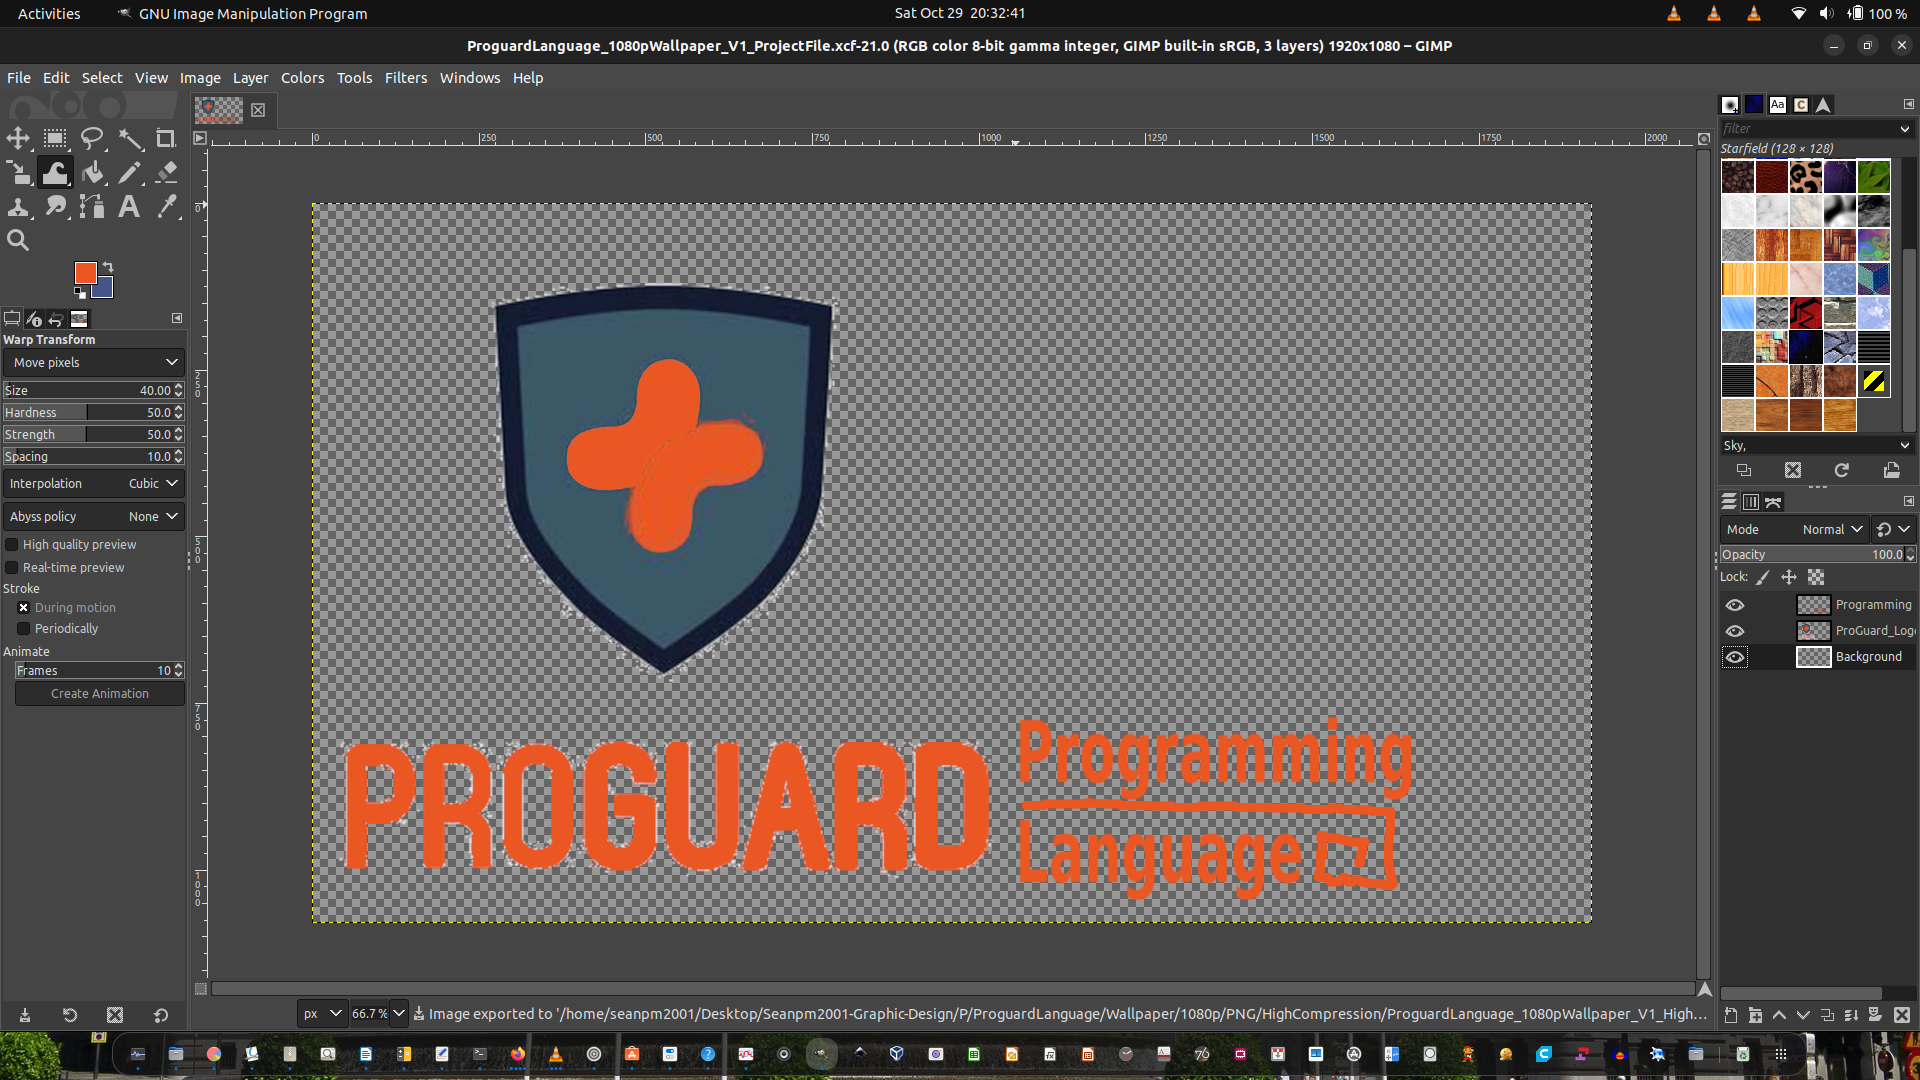 Activities
GNU Image Manipulation Program
Sat Oct 29 20:32:41
100 %
ProguardLanguage_1080pWallpaper_V1_ProjectFile.xcf-21.0 (RGB color 8-bit gamma integer, GIMP built-in sRGB, 3 layers) 1920x1080 – GIMP
File Edit Select View Image Layer Colors Tools Filters Windows Help
0 250 500 750 1000 1250 1500 1750 2000
filter
Starfield (128 × 128)
Warp Transform
Move pixels
Size 40.00
Hardness 50.0
Strength 50.0
Spacing 10.0
Interpolation Cubic
Abyss policy None
High quality preview
Real-time preview
Stroke
During motion
Periodically
Animate
Frames 10
Create Animation
0
250
500
750
1000
PROGUARD
Programming
Language
Sky,
Mode Normal
Opacity 100.0
Lock:
Programming
ProGuard_Log
Background
px 66.7 % Image exported to '/home/seanpm2001/Desktop/Seanpm2001-Graphic-Design/P/ProguardLanguage/Wallpaper/1080p/PNG/HighCompression/ProguardLanguage_1080pWallpaper_V1_High…